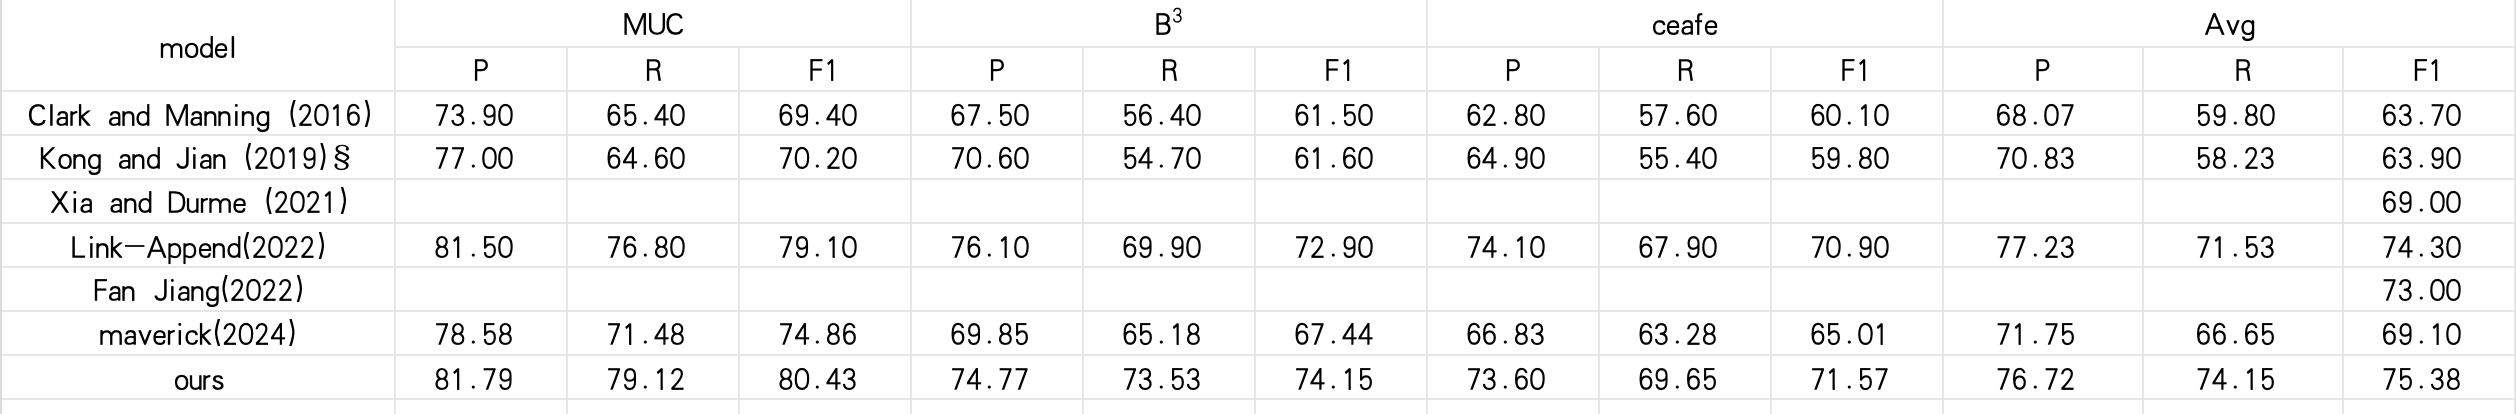 model MUC B³ ceafe Avg
P R F1 P R F1 P R F1 P R F1
Clark and Manning (2016) 73.90 65.40 69.40 67.50 56.40 61.50 62.80 57.60 60.10 68.07 59.80 63.70
Kong and Jian (2019)§ 77.00 64.60 70.20 70.60 54.70 61.60 64.90 55.40 59.80 70.83 58.23 63.90
Xia and Durme (2021) 69.00
Link-Append(2022) 81.50 76.80 79.10 76.10 69.90 72.90 74.10 67.90 70.90 77.23 71.53 74.30
Fan Jiang(2022) 73.00
maverick(2024) 78.58 71.48 74.86 69.85 65.18 67.44 66.83 63.28 65.01 71.75 66.65 69.10
ours 81.79 79.12 80.43 74.77 73.53 74.15 73.60 69.65 71.57 76.72 74.15 75.38